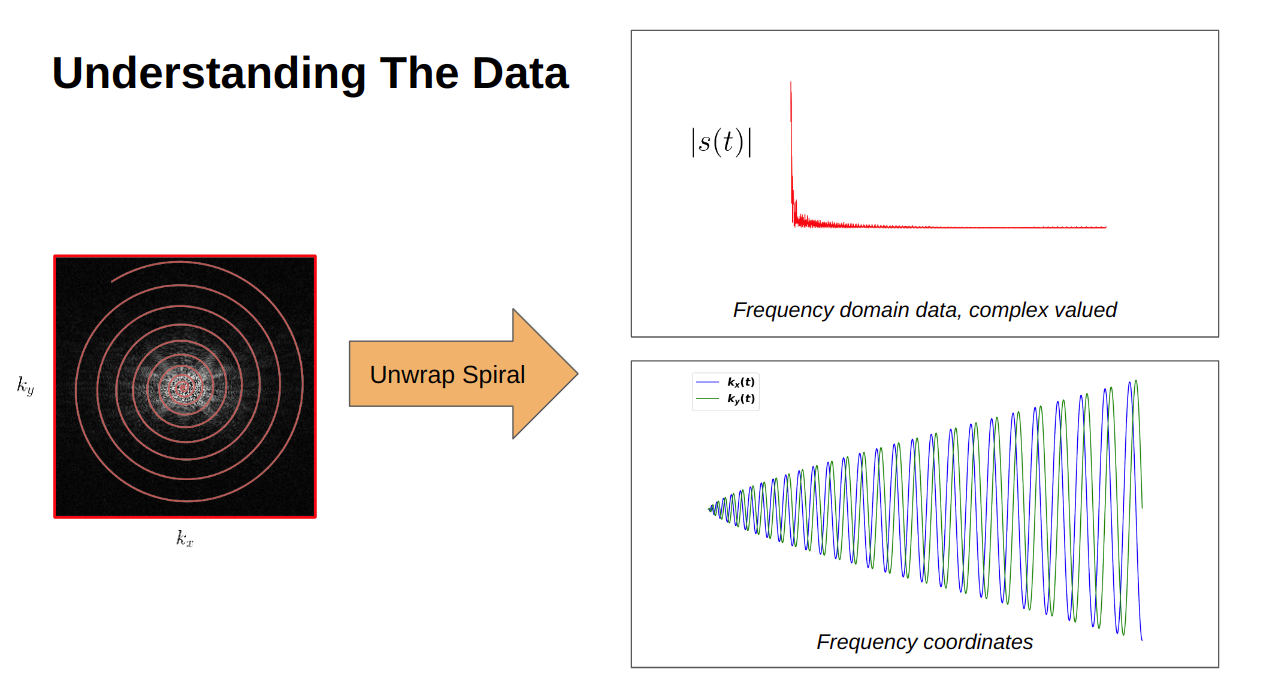 Understanding The Data
|s(t)|
Frequency domain data, complex valued
k_y
k_x
Unwrap Spiral
k_x(t)
k_y(t)
Frequency coordinates